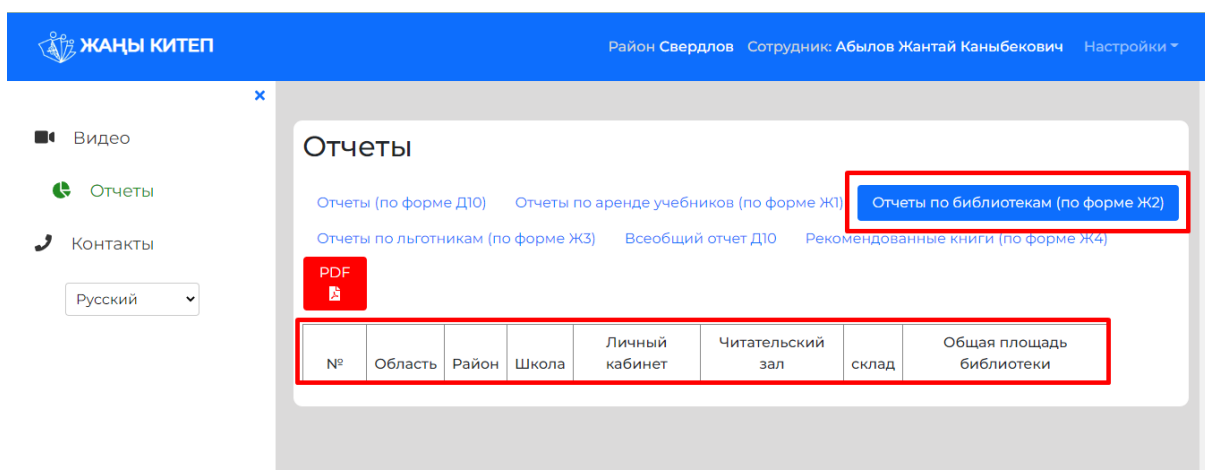 ЖАҢЫ КИТЕП
Район Свердлов Сотрудник: Абылов Жантай Каныбекович Настройки
Видео
Отчеты
Контакты
Русский
Отчеты
Отчеты (по форме Д10) Отчеты по аренде учебников (по форме Ж1) Отчеты по библиотекам (по форме Ж2)
Отчеты по льготникам (по форме Ж3) Всеобщий отчет Д10 Рекомендованные книги (по форме Ж4)
PDF
№ Область Район Школа Личный кабинет Читательский зал склад Общая площадь библиотеки